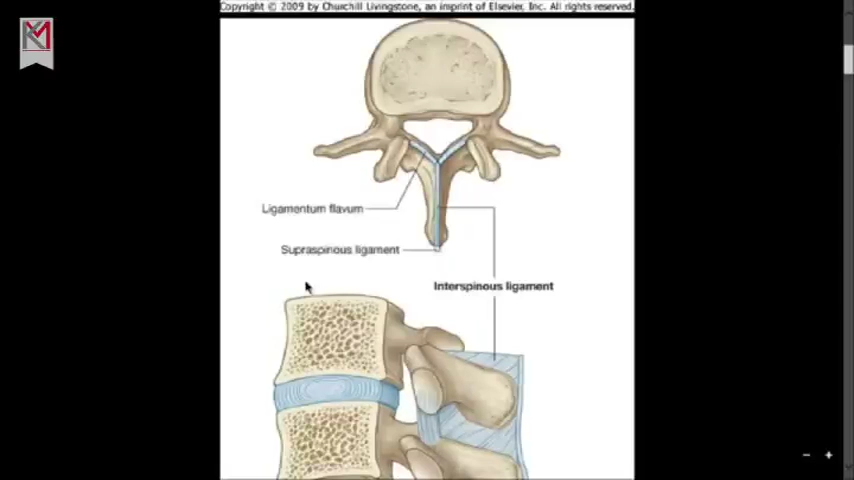 Copyright © 2009 by Churchill Livingstone, an imprint of Elsevier, Inc. All rights reserved.
KM
Ligamentum flavum
Supraspinous ligament
Interspinous ligament